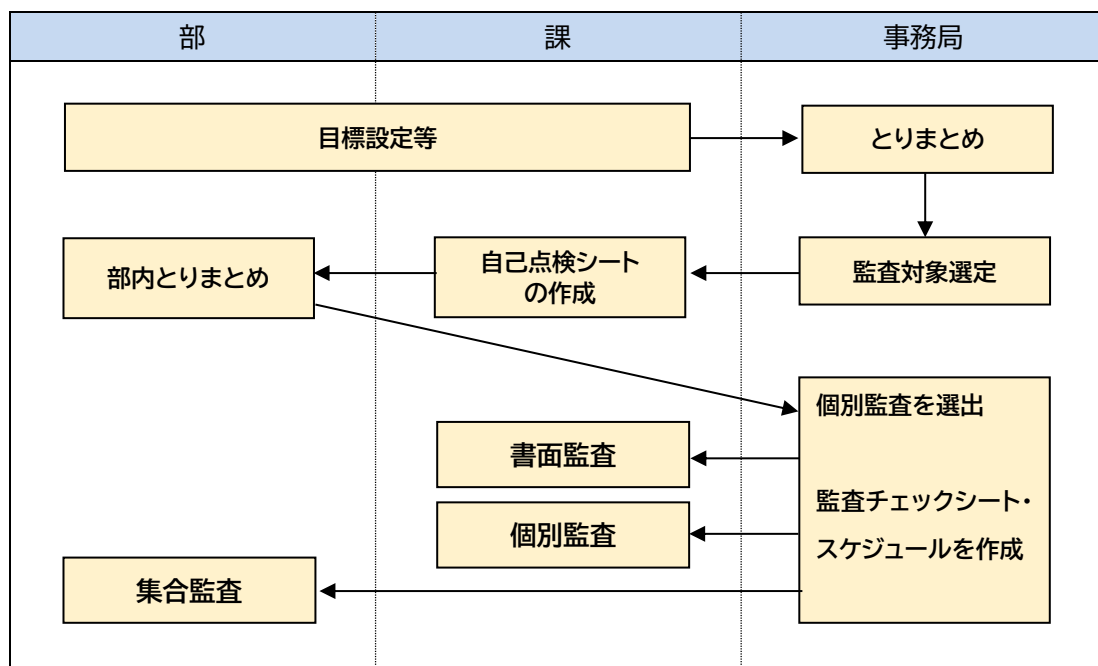 部
課
事務局
目標設定等
とりまとめ
部内とりまとめ
自己点検シート
の作成
監査対象選定
個別監査を選出
書面監査
監査チェックシート・
個別監査
スケジュールを作成
集合監査